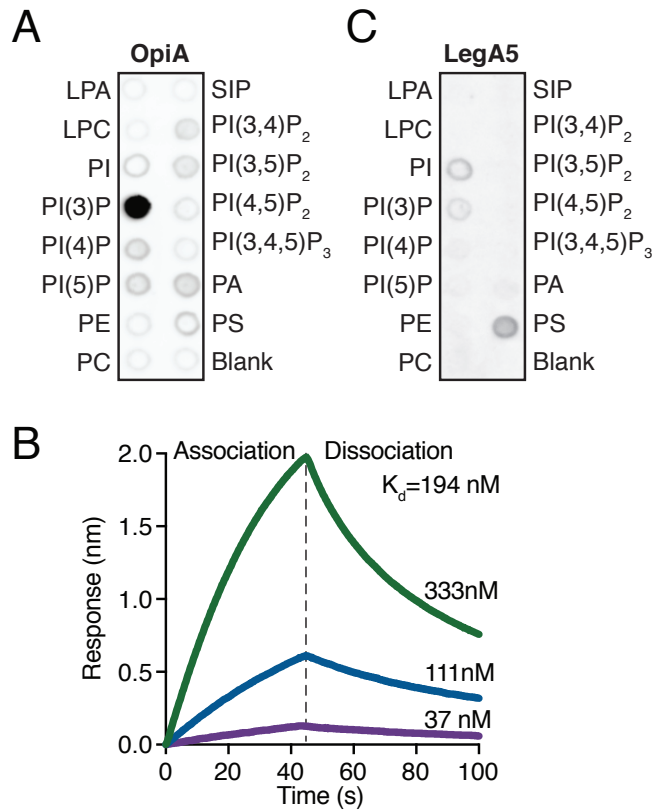 A
OpiA
LPA
LPC
PI
PI(3)P
PI(4)P
PI(5)P
PE
PC
SIP
PI(3,4)P2
PI(3,5)P2
PI(4,5)P2
PI(3,4,5)P3
PA
PS
Blank
C
LegA5
LPA
LPC
PI
PI(3)P
PI(4)P
PI(5)P
PE
PC
SIP
PI(3,4)P2
PI(3,5)P2
PI(4,5)P2
PI(3,4,5)P3
PA
PS
Blank
B
Association Dissociation
Kd=194 nM
333nM
111nM
37 nM
Response (nm)
2.0
1.5
1.0
0.5
0.0
0 20 40 60 80 100
Time (s)